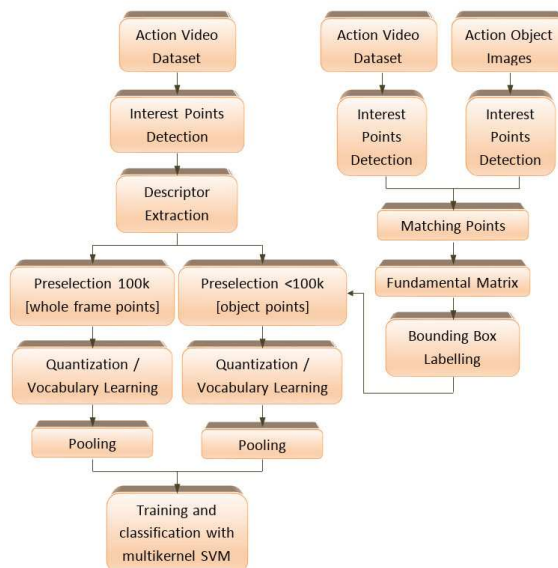 Action Video
Dataset
Action Video
Dataset
Action Object
Images
Interest Points
Detection
Interest
Points
Detection
Interest
Points
Detection
Descriptor
Extraction
Matching Points
Preselection 100k
[whole frame points]
Preselection <100k
[object points]
Fundamental Matrix
Bounding Box
Labelling
Quantization /
Vocabulary Learning
Quantization /
Vocabulary Learning
Pooling
Pooling
Training and
classification with
multikernel SVM